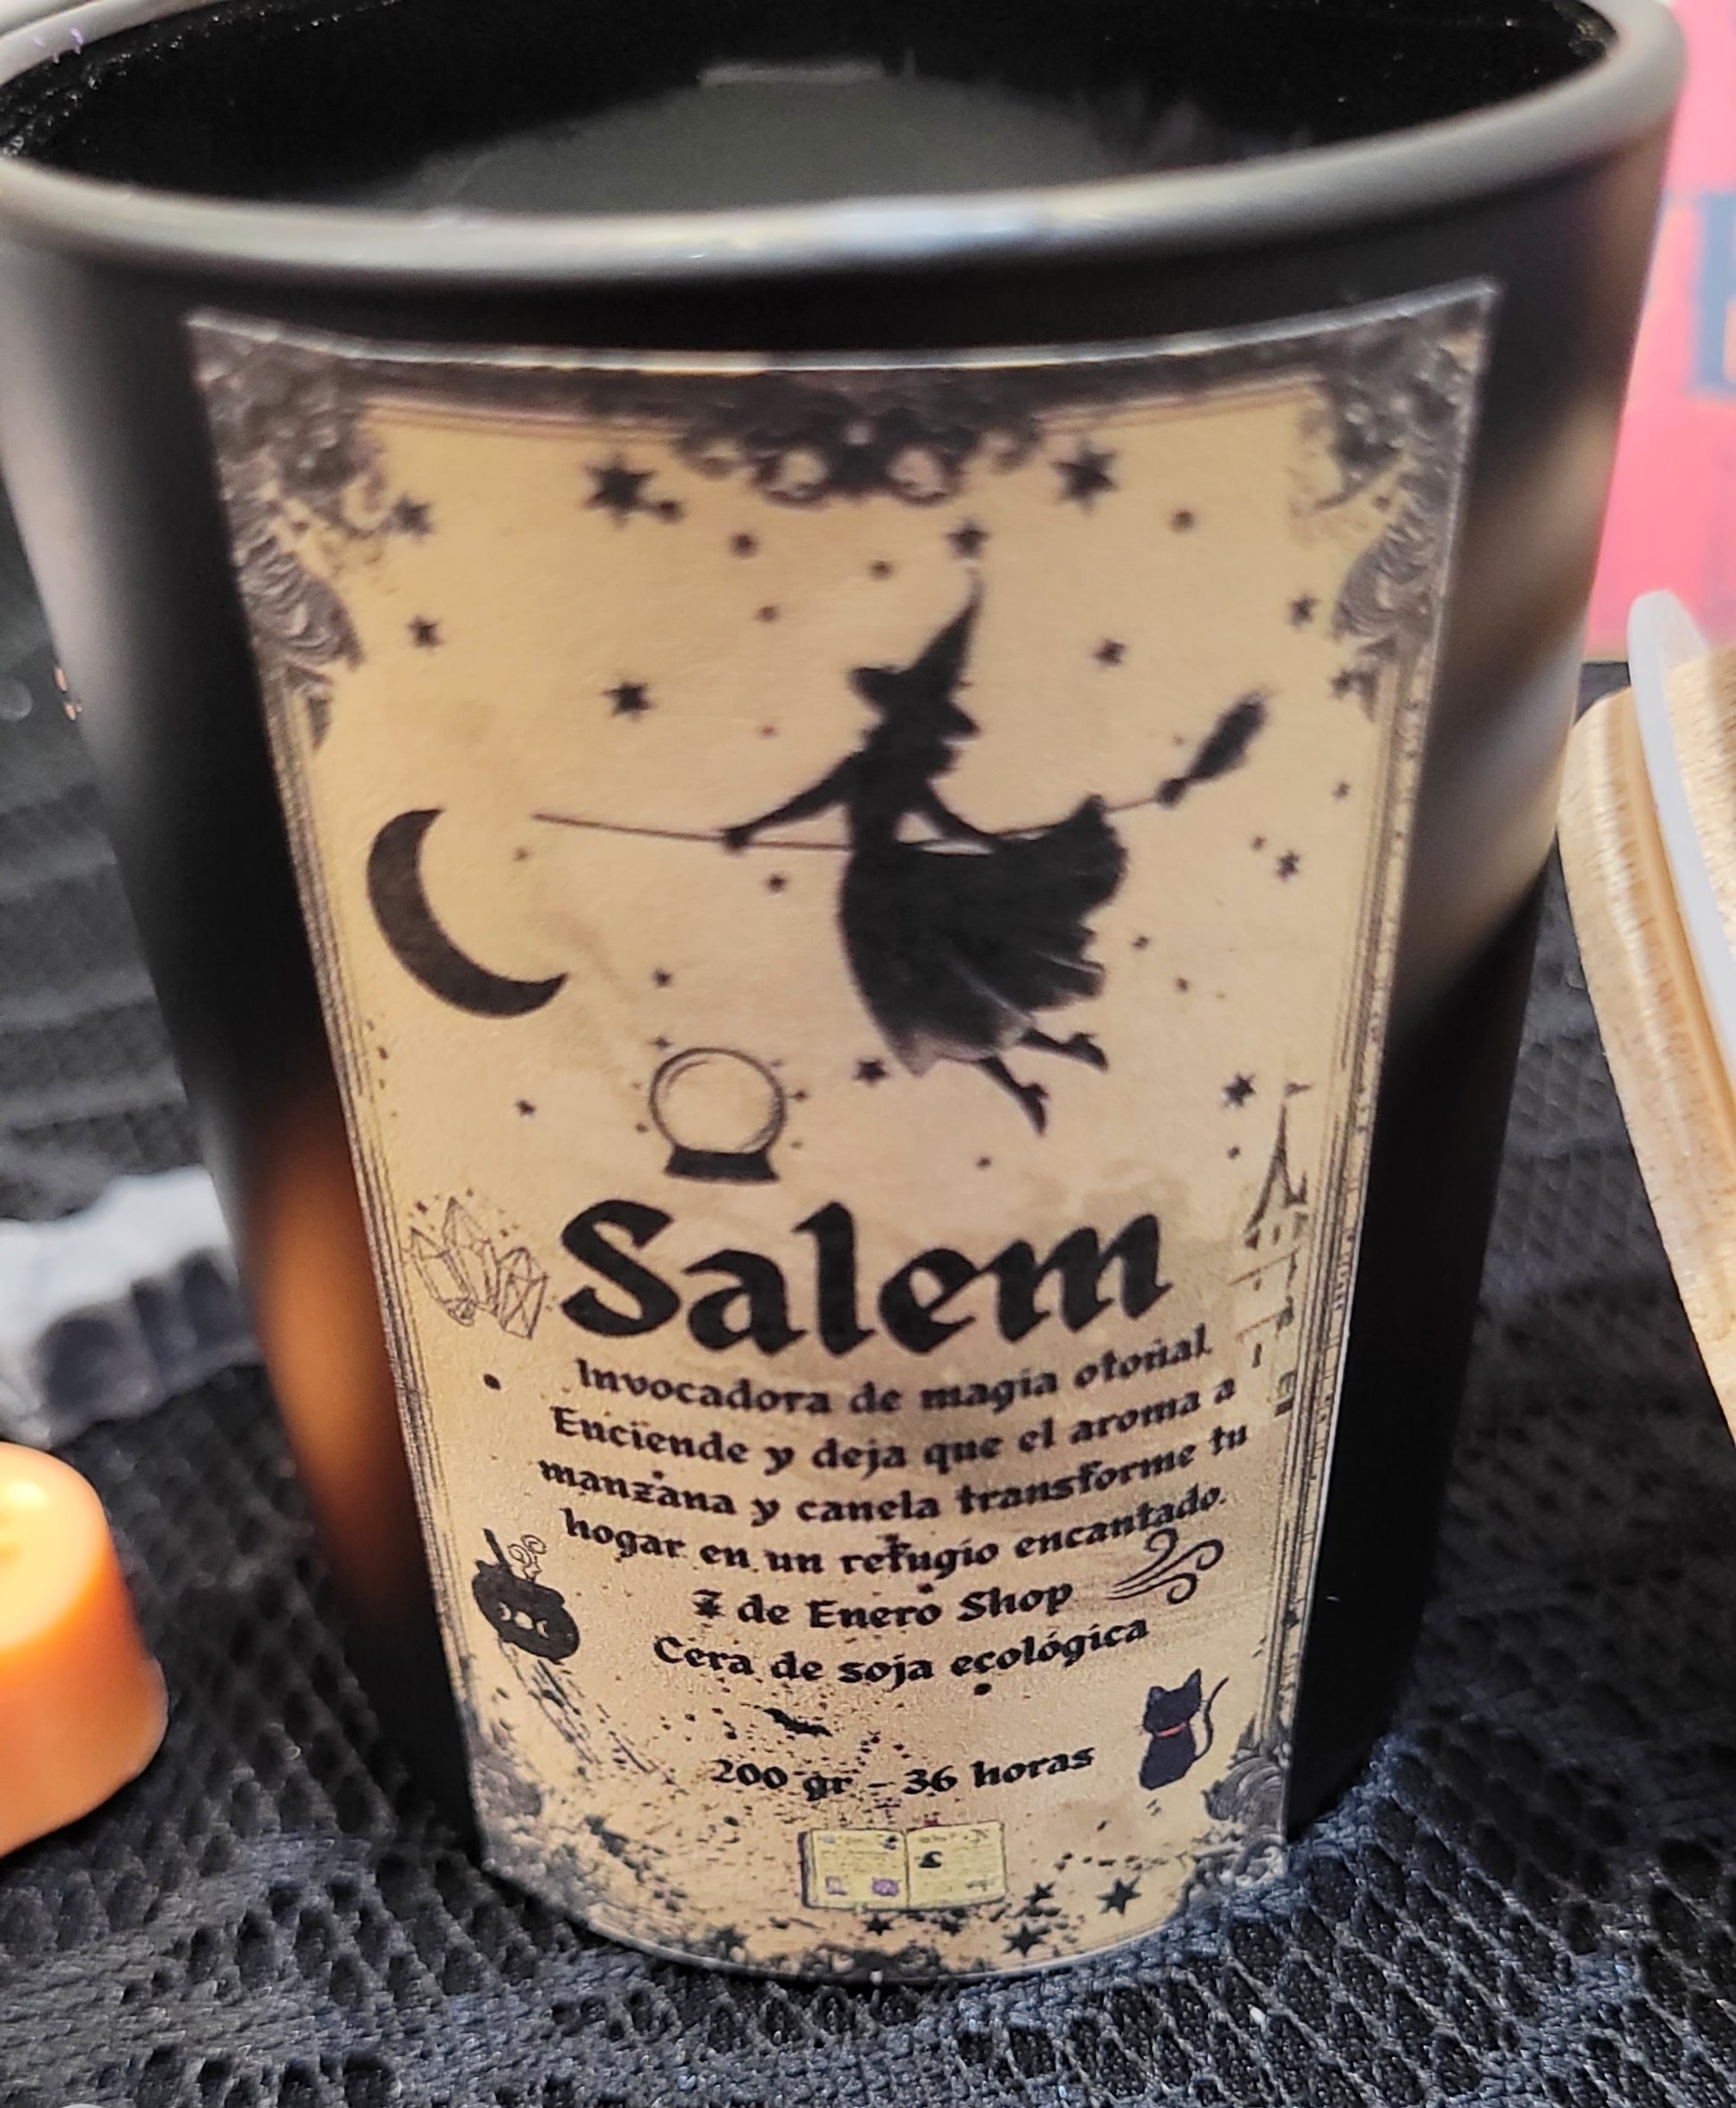 Salem
Invocadora de magia otoñal.
Enciende y deja que el aroma a
manzana y canela transforme tu
hogar en un refugio encantado.
7 de Enero Shop
Cera de soja ecológica
200 gr - 36 horas